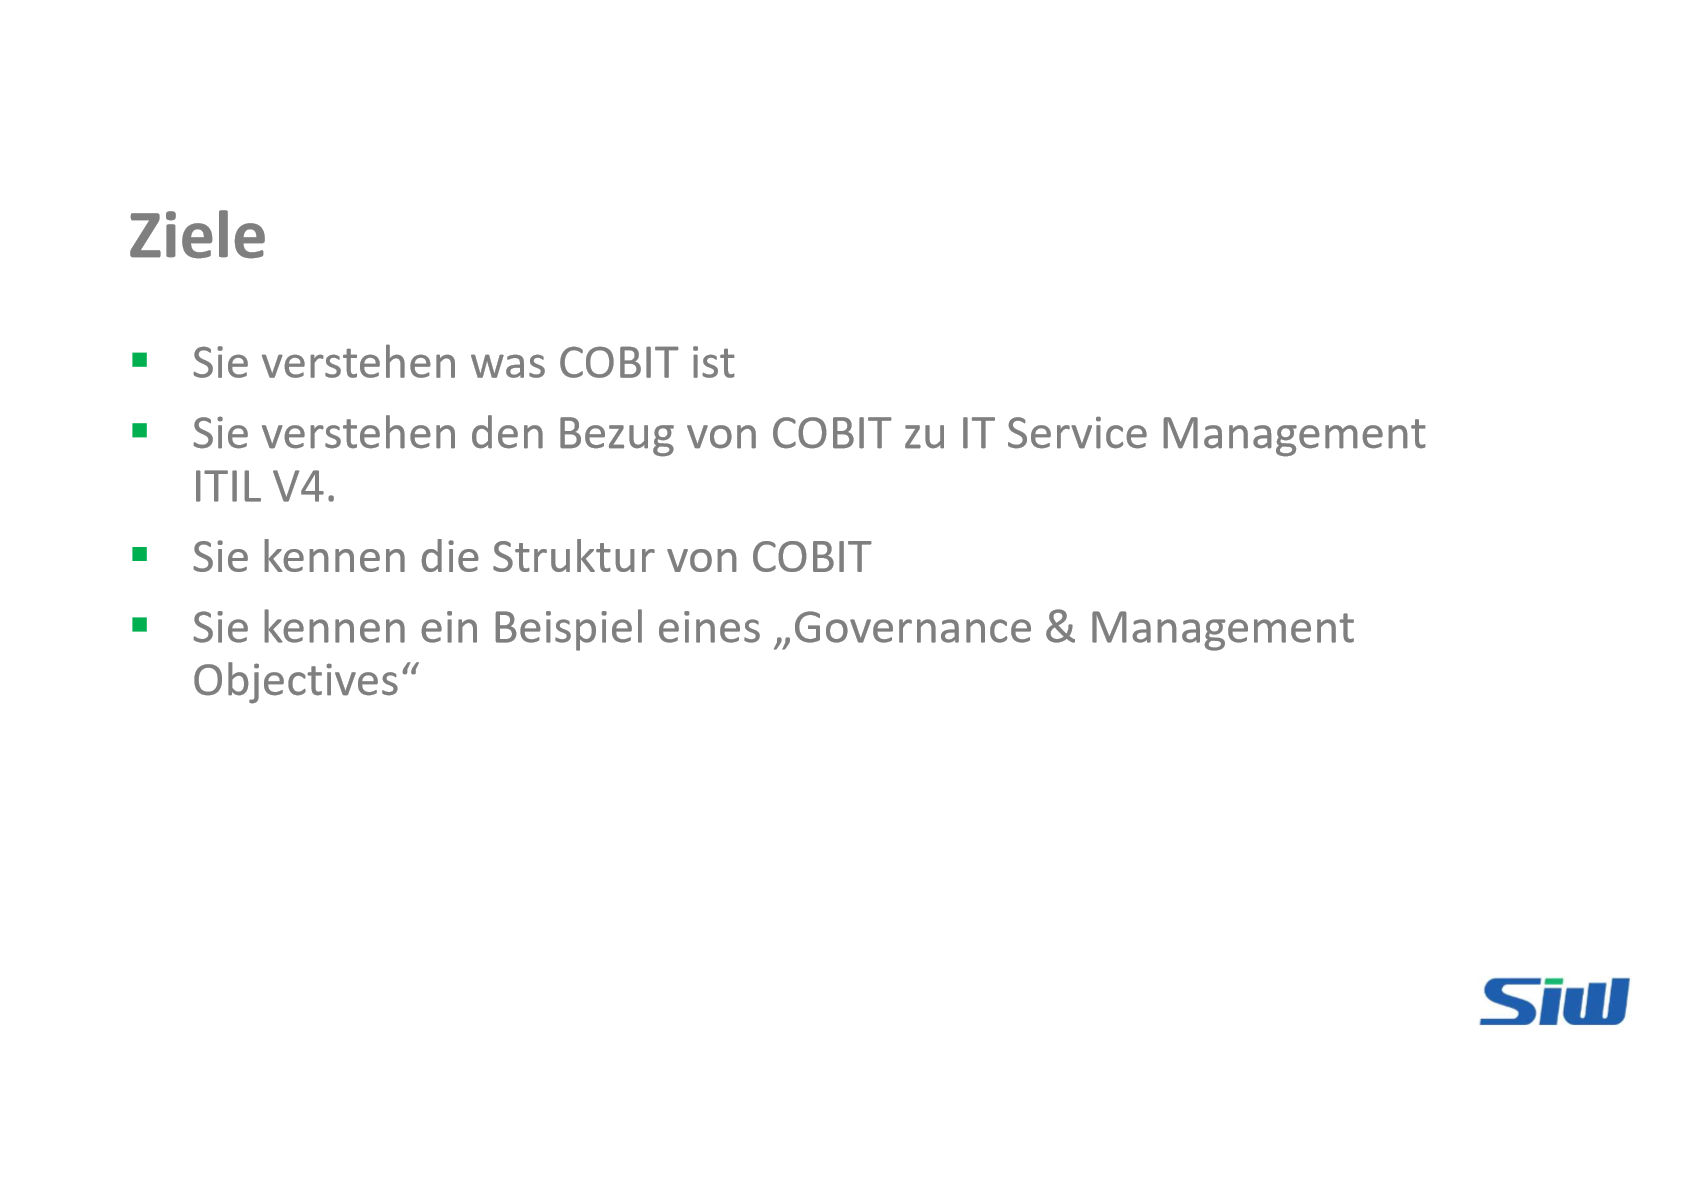 Ziele
▪ Sie verstehen was COBIT ist
▪ Sie verstehen den Bezug von COBIT zu IT Service Management
ITIL V4.
▪ Sie kennen die Struktur von COBIT
▪ Sie kennen ein Beispiel eines „Governance & Management
Objectives“
Siw